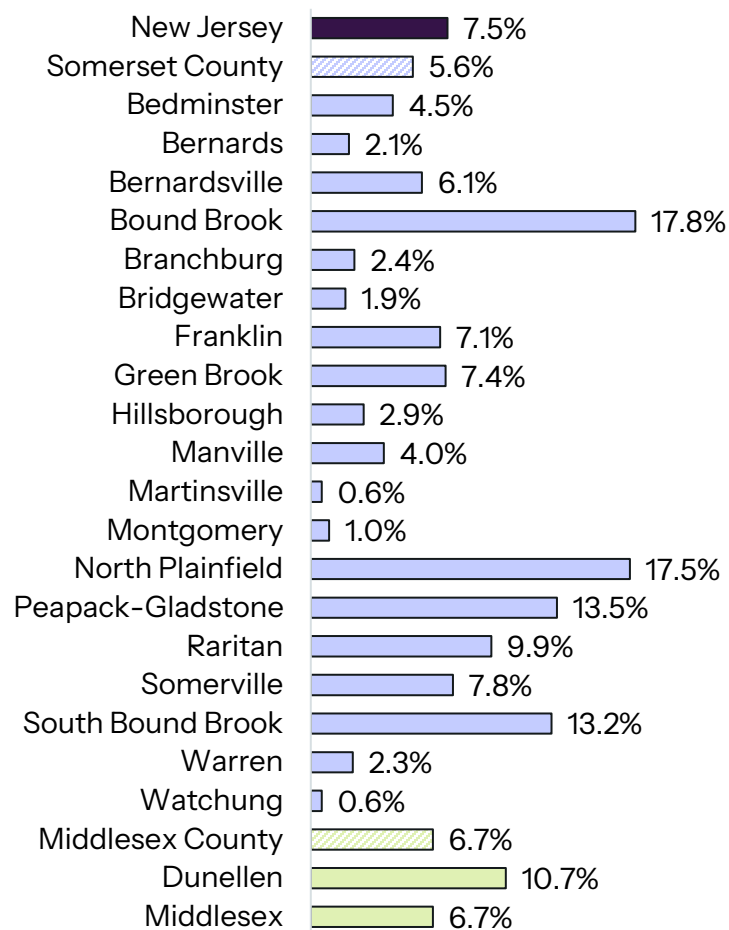 New Jersey 7.5%
Somerset County 5.6%
Bedminster 4.5%
Bernards 2.1%
Bernardsville 6.1%
Bound Brook 17.8%
Branchburg 2.4%
Bridgewater 1.9%
Franklin 7.1%
Green Brook 7.4%
Hillsborough 2.9%
Manville 4.0%
Martinsville 0.6%
Montgomery 1.0%
North Plainfield 17.5%
Peapack-Gladstone 13.5%
Raritan 9.9%
Somerville 7.8%
South Bound Brook 13.2%
Warren 2.3%
Watchung 0.6%
Middlesex County 6.7%
Dunellen 10.7%
Middlesex 6.7%